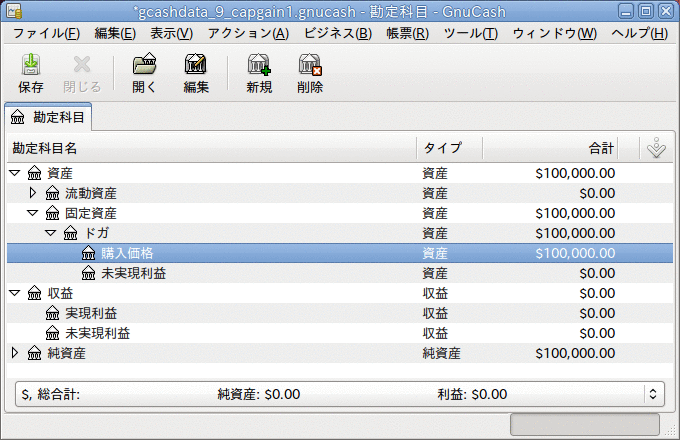 *gcashdata_9_capgain1.gnucash - 勘定科目 - GnuCash
ファイル(F) 編集(E) 表示(V) アクション(A) ビジネス(B) 帳票(R) ツール(T) ウィンドウ(W) ヘルプ(H)
保存 閉じる 開く 編集 新規 削除
勘定科目
勘定科目名 タイプ 合計
資産 資産 $100,000.00
流動資産 資産 $0.00
固定資産 資産 $100,000.00
ドガ 資産 $100,000.00
購入価格 資産 $100,000.00
未実現利益 資産 $0.00
収益 収益 $0.00
実現利益 収益 $0.00
未実現利益 収益 $0.00
純資産 純資産 $100,000.00
$, 総合計: 純資産: $0.00 利益: $0.00